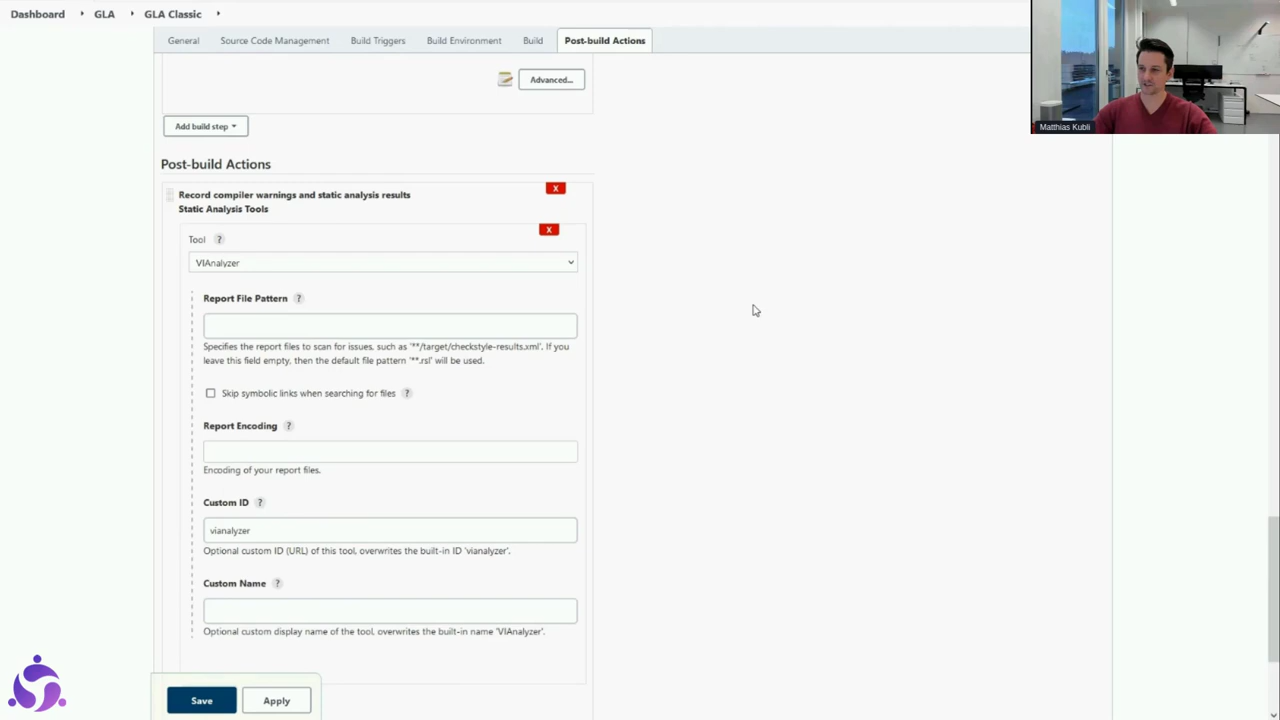 Dashboard
GLA
GLA Classic
General
Source Code Management
Build Triggers
Build Environment
Build
Post-build Actions
Matthias Kubli
Advanced...
Add build step
Post-build Actions
X
Record compiler warnings and static analysis results
Static Analysis Tools
X
Tool ?
VIAnalyzer
Report File Pattern ?
Specifies the report files to scan for issues, such as '**/target/checkstyle-results.xml'. If you
leave this field empty, then the default file pattern '**.rsl' will be used.
Skip symbolic links when searching for files ?
Report Encoding ?
Encoding of your report files.
Custom ID ?
vianalyzer
Optional custom ID (URL) of this tool, overwrites the built-in ID 'vianalyzer'.
Custom Name ?
Optional custom display name of the tool, overwrites the built-in name 'VIAnalyzer'.
Save
Apply